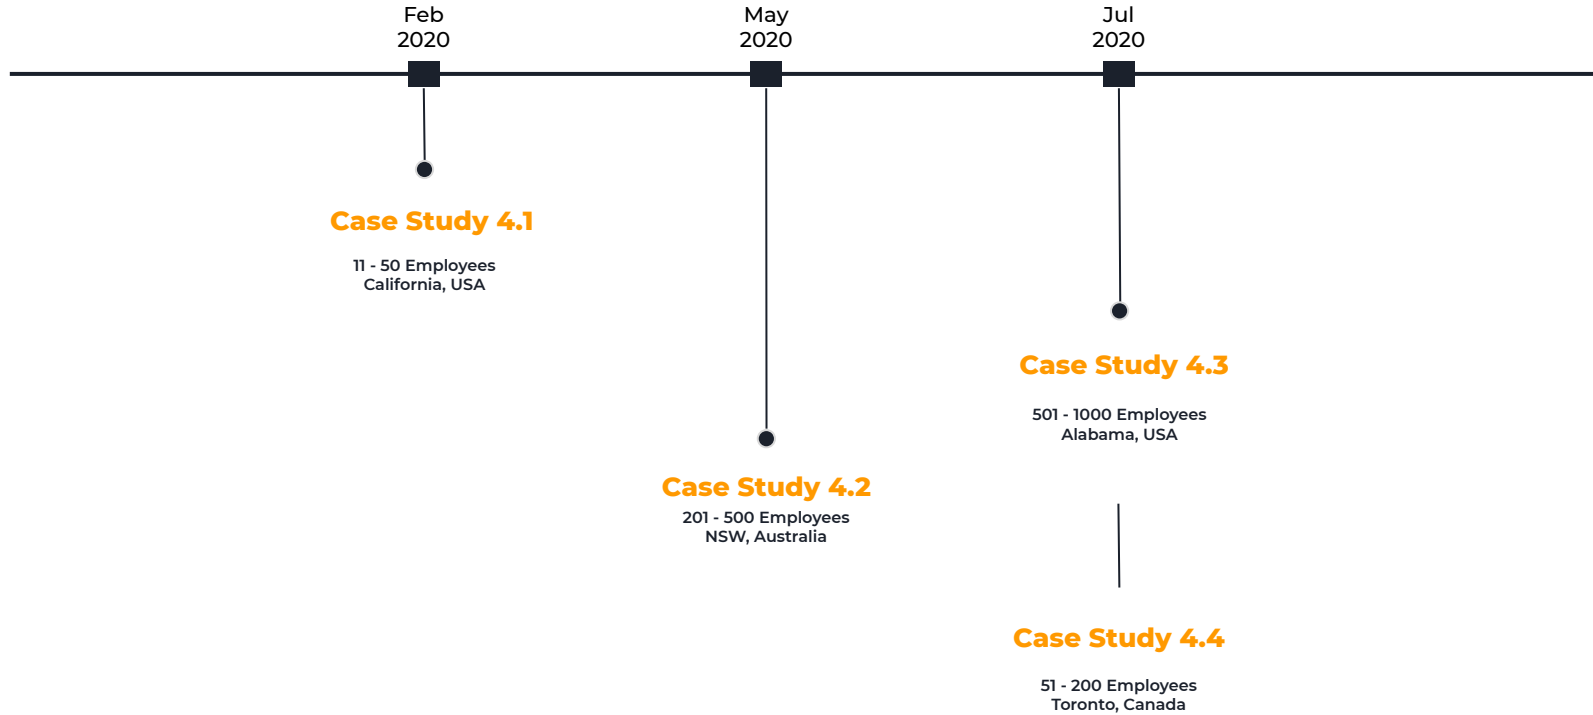 Feb
2020
May
2020
Jul
2020
Case Study 4.1
11 - 50 Employees
California, USA
Case Study 4.2
201 - 500 Employees
NSW, Australia
Case Study 4.3
501 - 1000 Employees
Alabama, USA
Case Study 4.4
51 - 200 Employees
Toronto, Canada